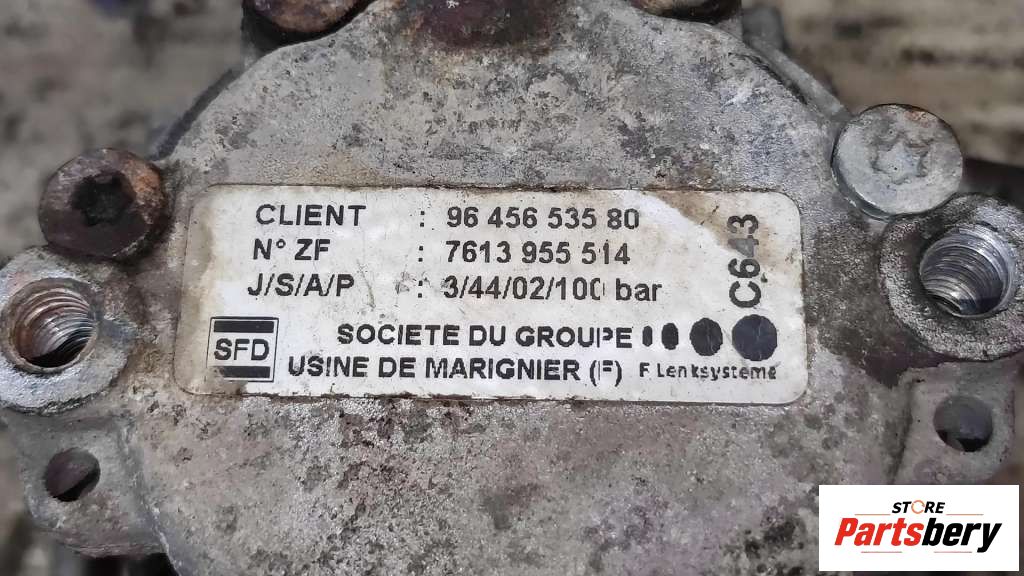 CLIENT : 96 456 535 80
N° ZF : 7613 955 514
J/S/A/P : 3/44/02/100 bar
C6643
SFD
SOCIETE DU GROUPE
USINE DE MARIGNIER (F)
F Lenksysteme
STORE
Partsbery